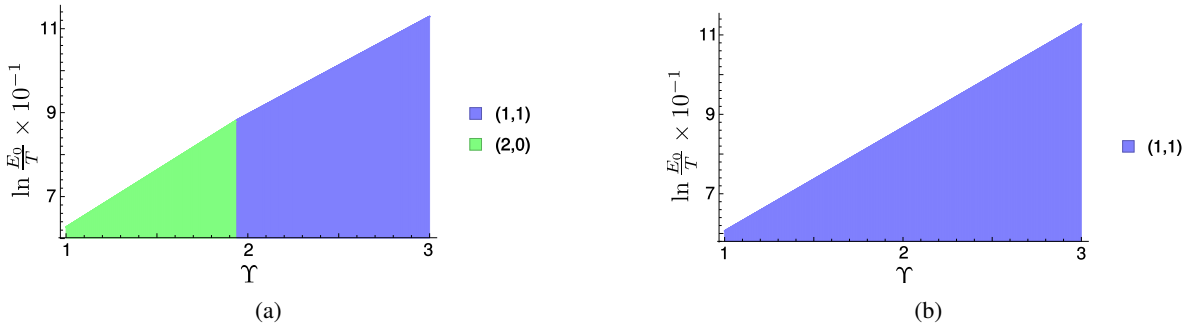 11
9
7
ln E₀/T × 10⁻¹
1 2 3
ϒ
(1,1)
(2,0)
(a)
11
9
7
ln E₀/T × 10⁻¹
1 2 3
ϒ
(1,1)
(b)